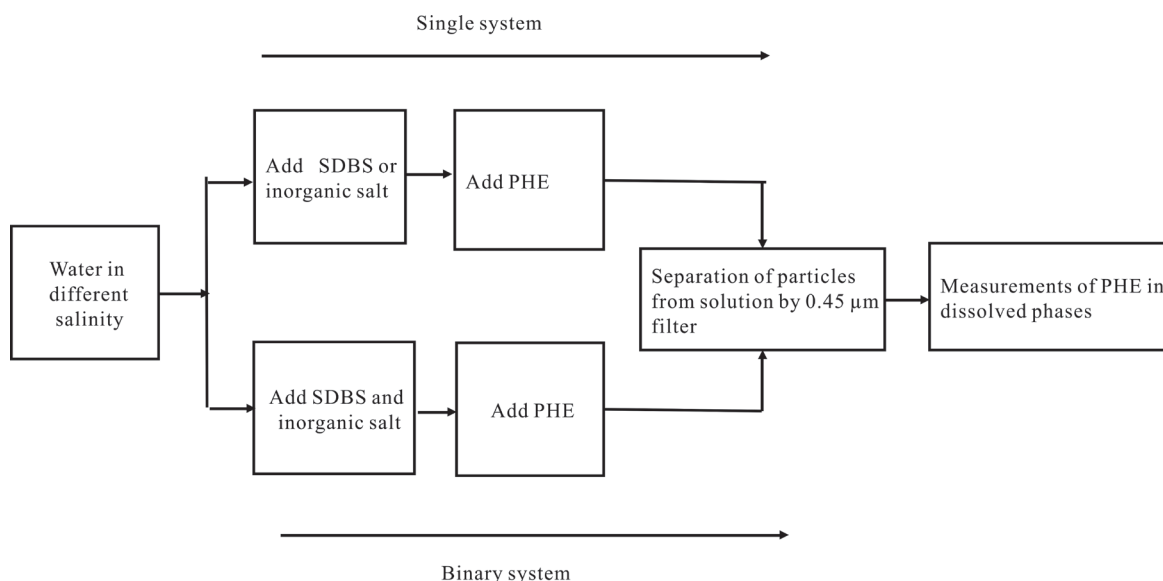 Single system
Add SDBS or
inorganic salt
Add PHE
Water in
different
salinity
Separation of particles
from solution by 0.45 µm
filter
Measurements of PHE in
dissolved phases
Add SDBS and
inorganic salt
Add PHE
Binary system